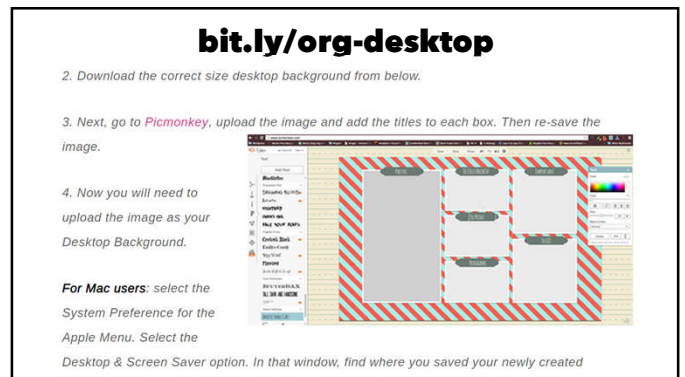 bit.ly/org-desktop
2. Download the correct size desktop background from below.
3. Next, go to Picmonkey, upload the image and add the titles to each box. Then re-save the
image.
4. Now you will need to
upload the image as your
Desktop Background.
For Mac users: select the
System Preference for the
Apple Menu. Select the
Desktop & Screen Saver option. In that window, find where you saved your newly created